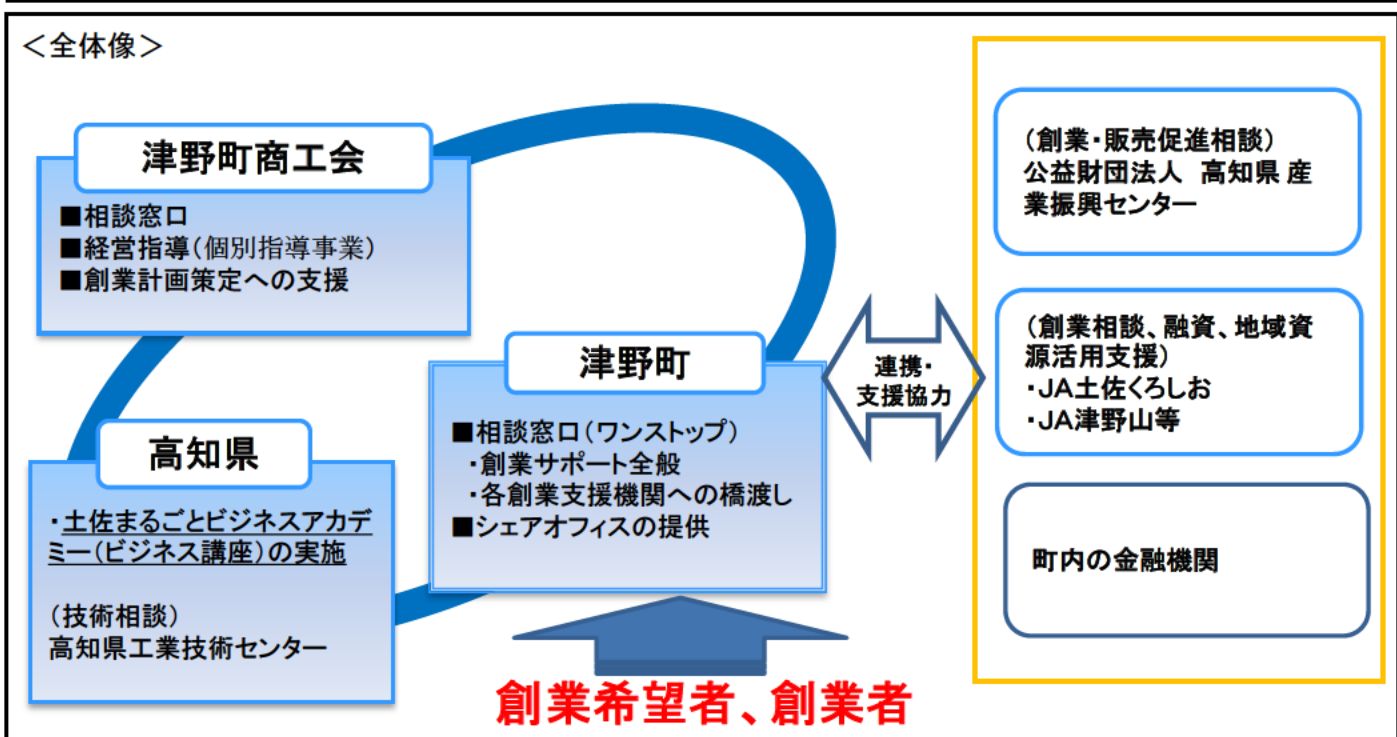 ＜全体像＞
津野町商工会
■相談窓口
■経営指導(個別指導事業)
■創業計画策定への支援
高知県
・土佐まるごとビジネスアカデ
ミー(ビジネス講座)の実施
(技術相談)
高知県工業技術センター
津野町
■相談窓口(ワンストップ)
・創業サポート全般
・各創業支援機関への橋渡し
■シェアオフィスの提供
連携・
支援協力
(創業・販売促進相談)
公益財団法人　高知県 産
業振興センター
(創業相談、融資、地域資
源活用支援)
・JA土佐くろしお
・JA津野山等
町内の金融機関
創業希望者、創業者